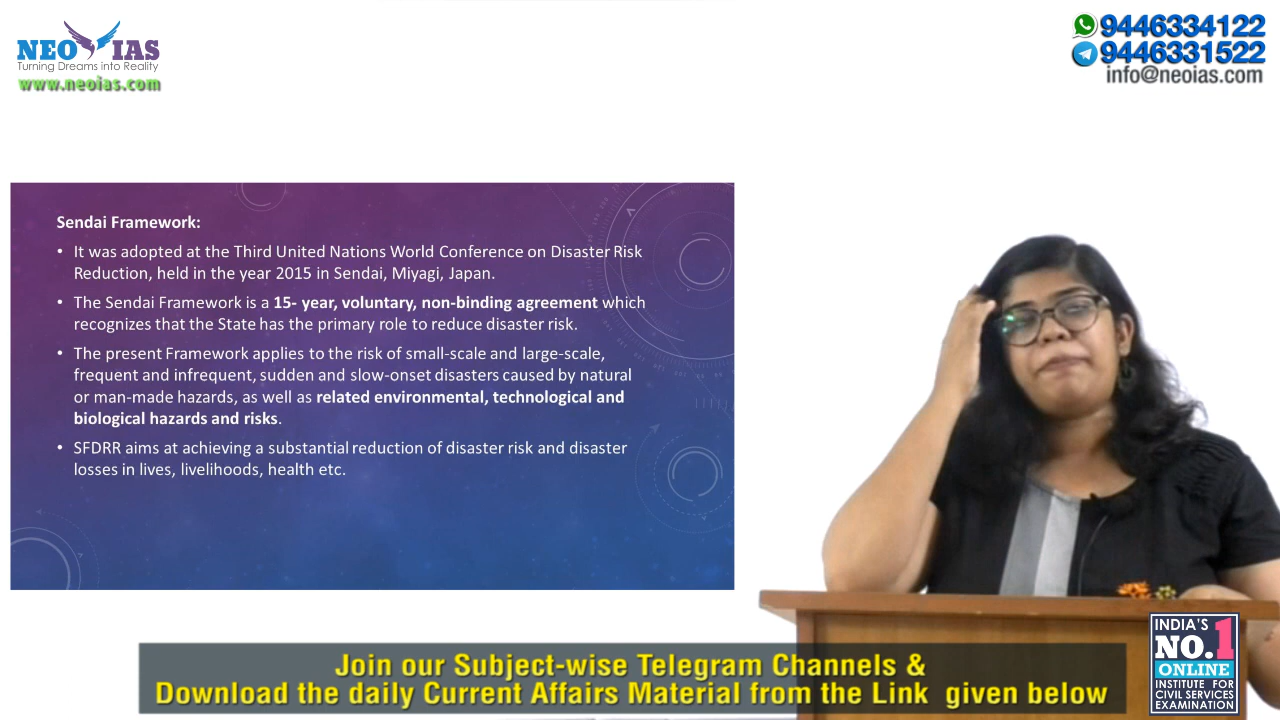 NEO IAS
Turning Dreams into Reality
www.neoias.com
9446334122
9446331522
info@neoias.com
Sendai Framework:
• It was adopted at the Third United Nations World Conference on Disaster Risk
Reduction, held in the year 2015 in Sendai, Miyagi, Japan.
• The Sendai Framework is a 15- year, voluntary, non-binding agreement which
recognizes that the State has the primary role to reduce disaster risk.
• The present Framework applies to the risk of small-scale and large-scale,
frequent and infrequent, sudden and slow-onset disasters caused by natural
or man-made hazards, as well as related environmental, technological and
biological hazards and risks.
• SFDRR aims at achieving a substantial reduction of disaster risk and disaster
losses in lives, livelihoods, health etc.
Join our Subject-wise Telegram Channels &
Download the daily Current Affairs Material from the Link given below
INDIA'S
NO.1
ONLINE
INSTITUTE FOR
CIVIL SERVICES
EXAMINATION